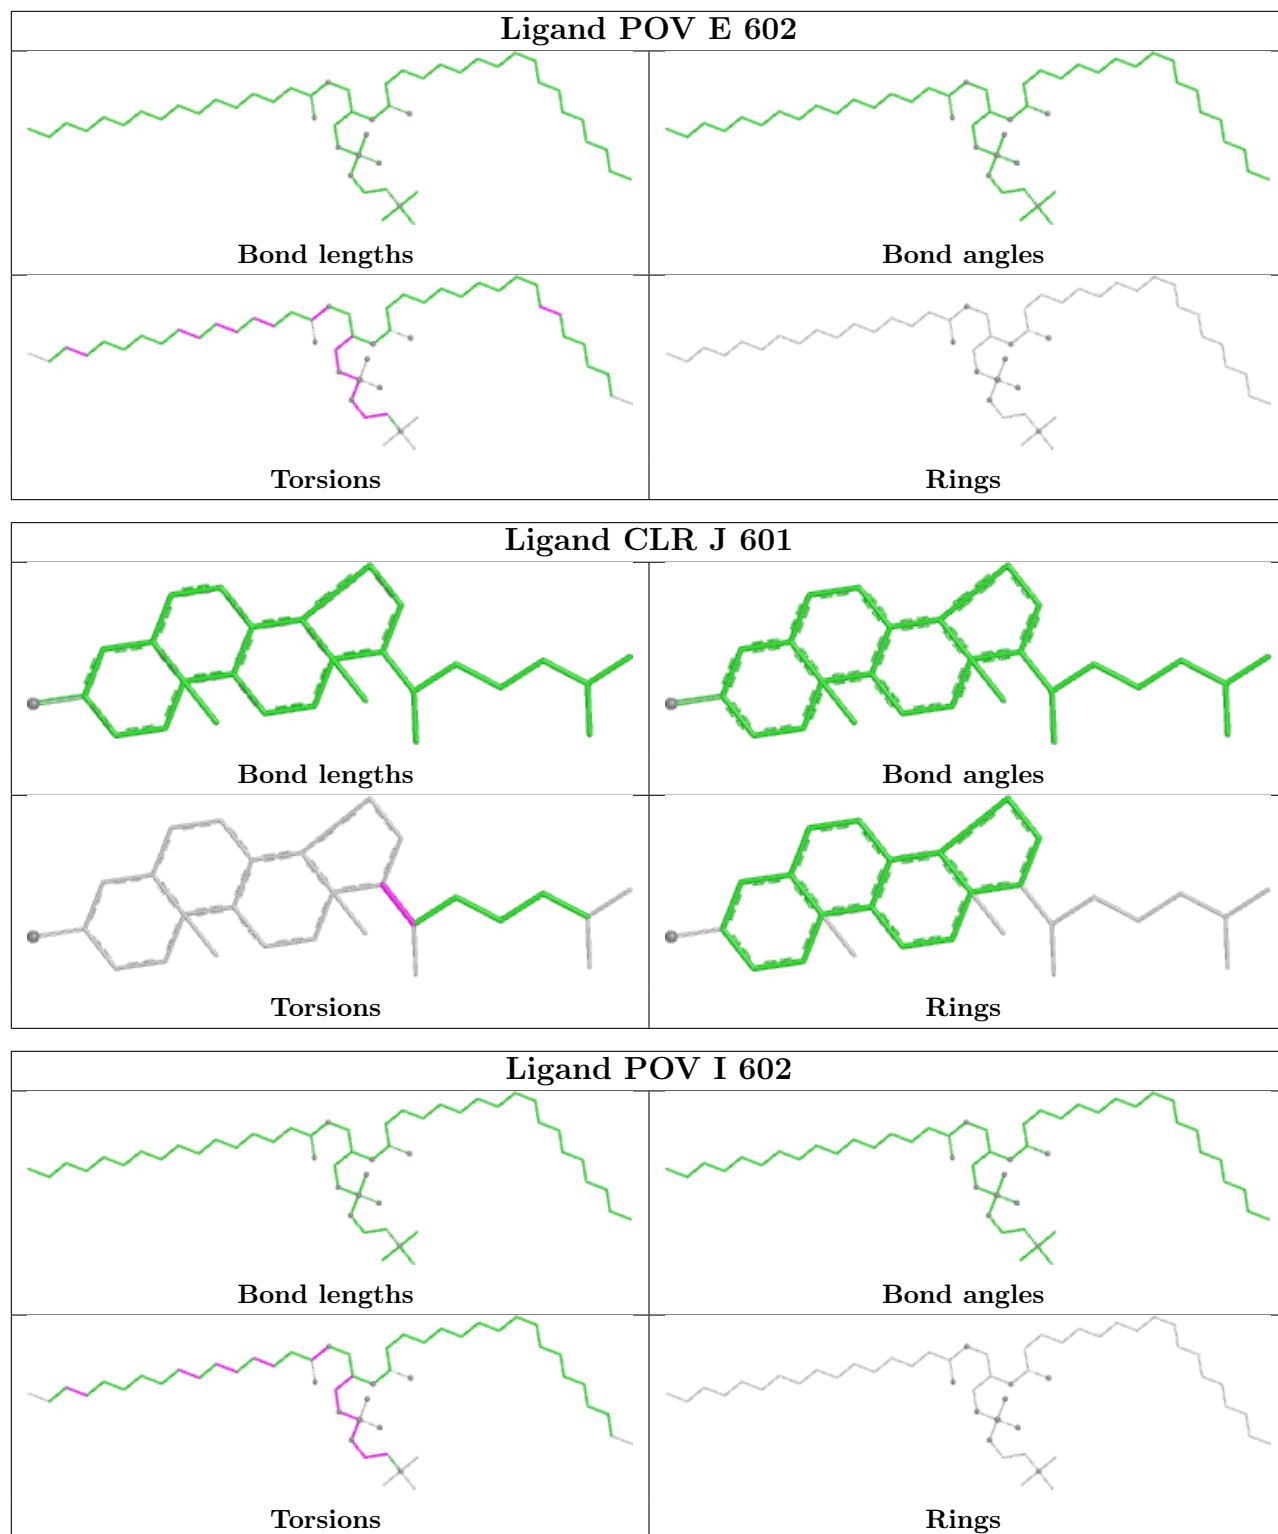 Ligand POV E 602
Bond lengths
Bond angles
Torsions
Rings
Ligand CLR J 601
Bond lengths
Bond angles
Torsions
Rings
Ligand POV I 602
Bond lengths
Bond angles
Torsions
Rings